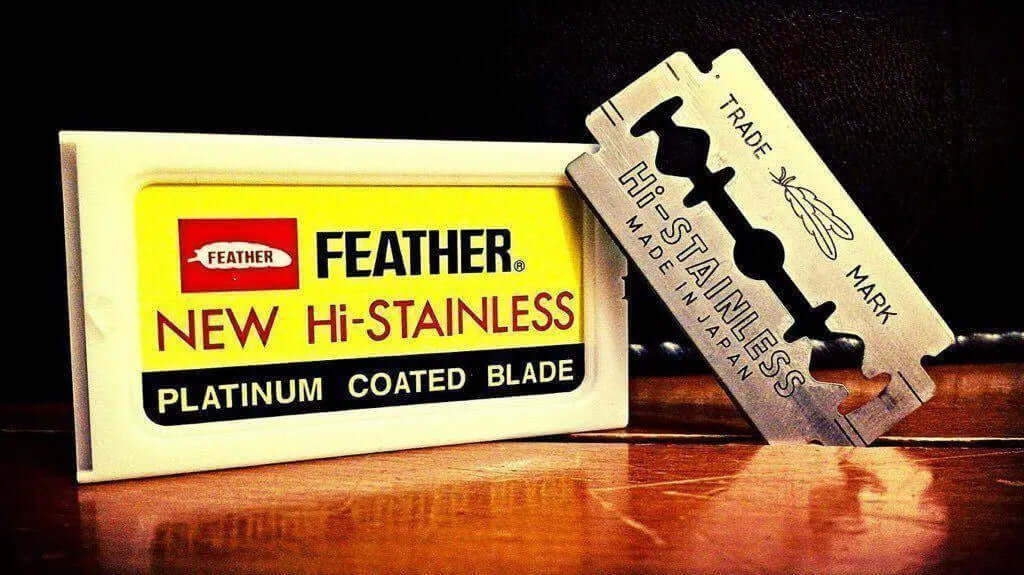 FEATHER
FEATHER®
NEW Hi-STAINLESS
PLATINUM COATED BLADE
TRADE MARK
Hi-STAINLESS
MADE IN JAPAN